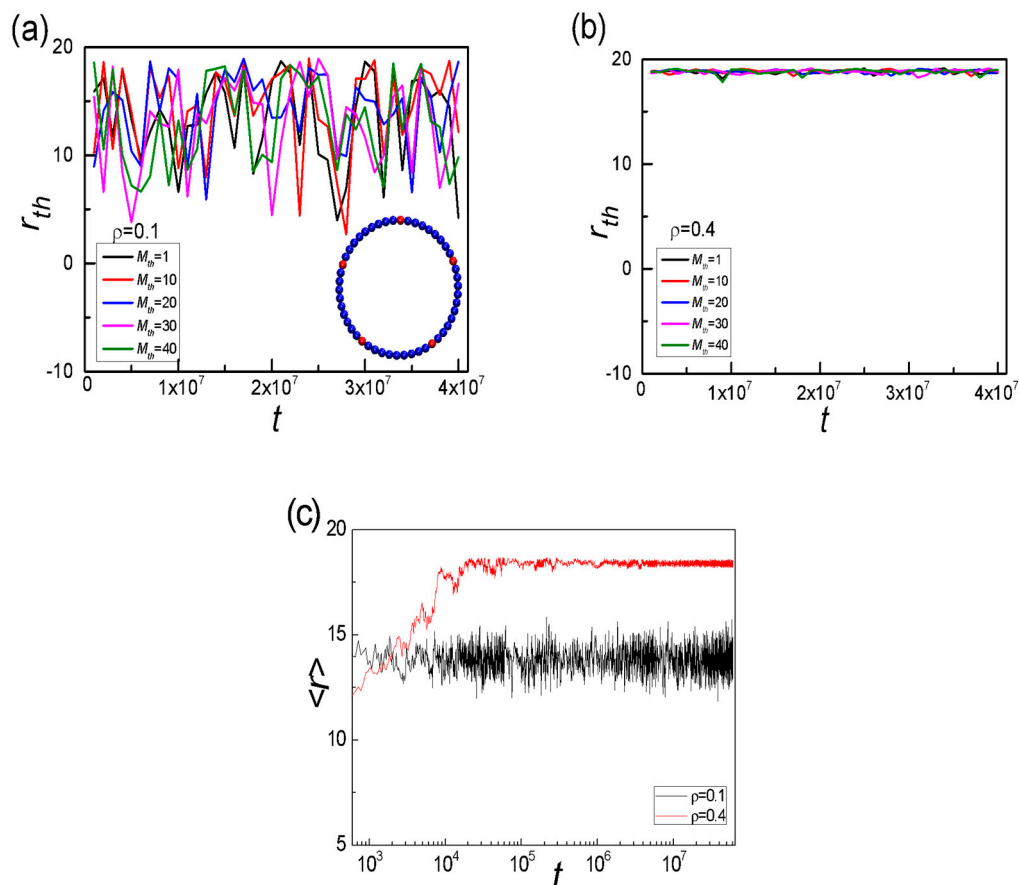 (a)
20
10
0
-10
r_th
ρ=0.1
M_th=1
M_th=10
M_th=20
M_th=30
M_th=40
0 1x10^7 2x10^7 3x10^7 4x10^7
t
(b)
20
10
0
-10
r_th
ρ=0.4
M_th=1
M_th=10
M_th=20
M_th=30
M_th=40
0 1x10^7 2x10^7 3x10^7 4x10^7
t
(c)
20
15
10
5
<r>
ρ=0.1
ρ=0.4
10^3 10^4 10^5 10^6 10^7
t